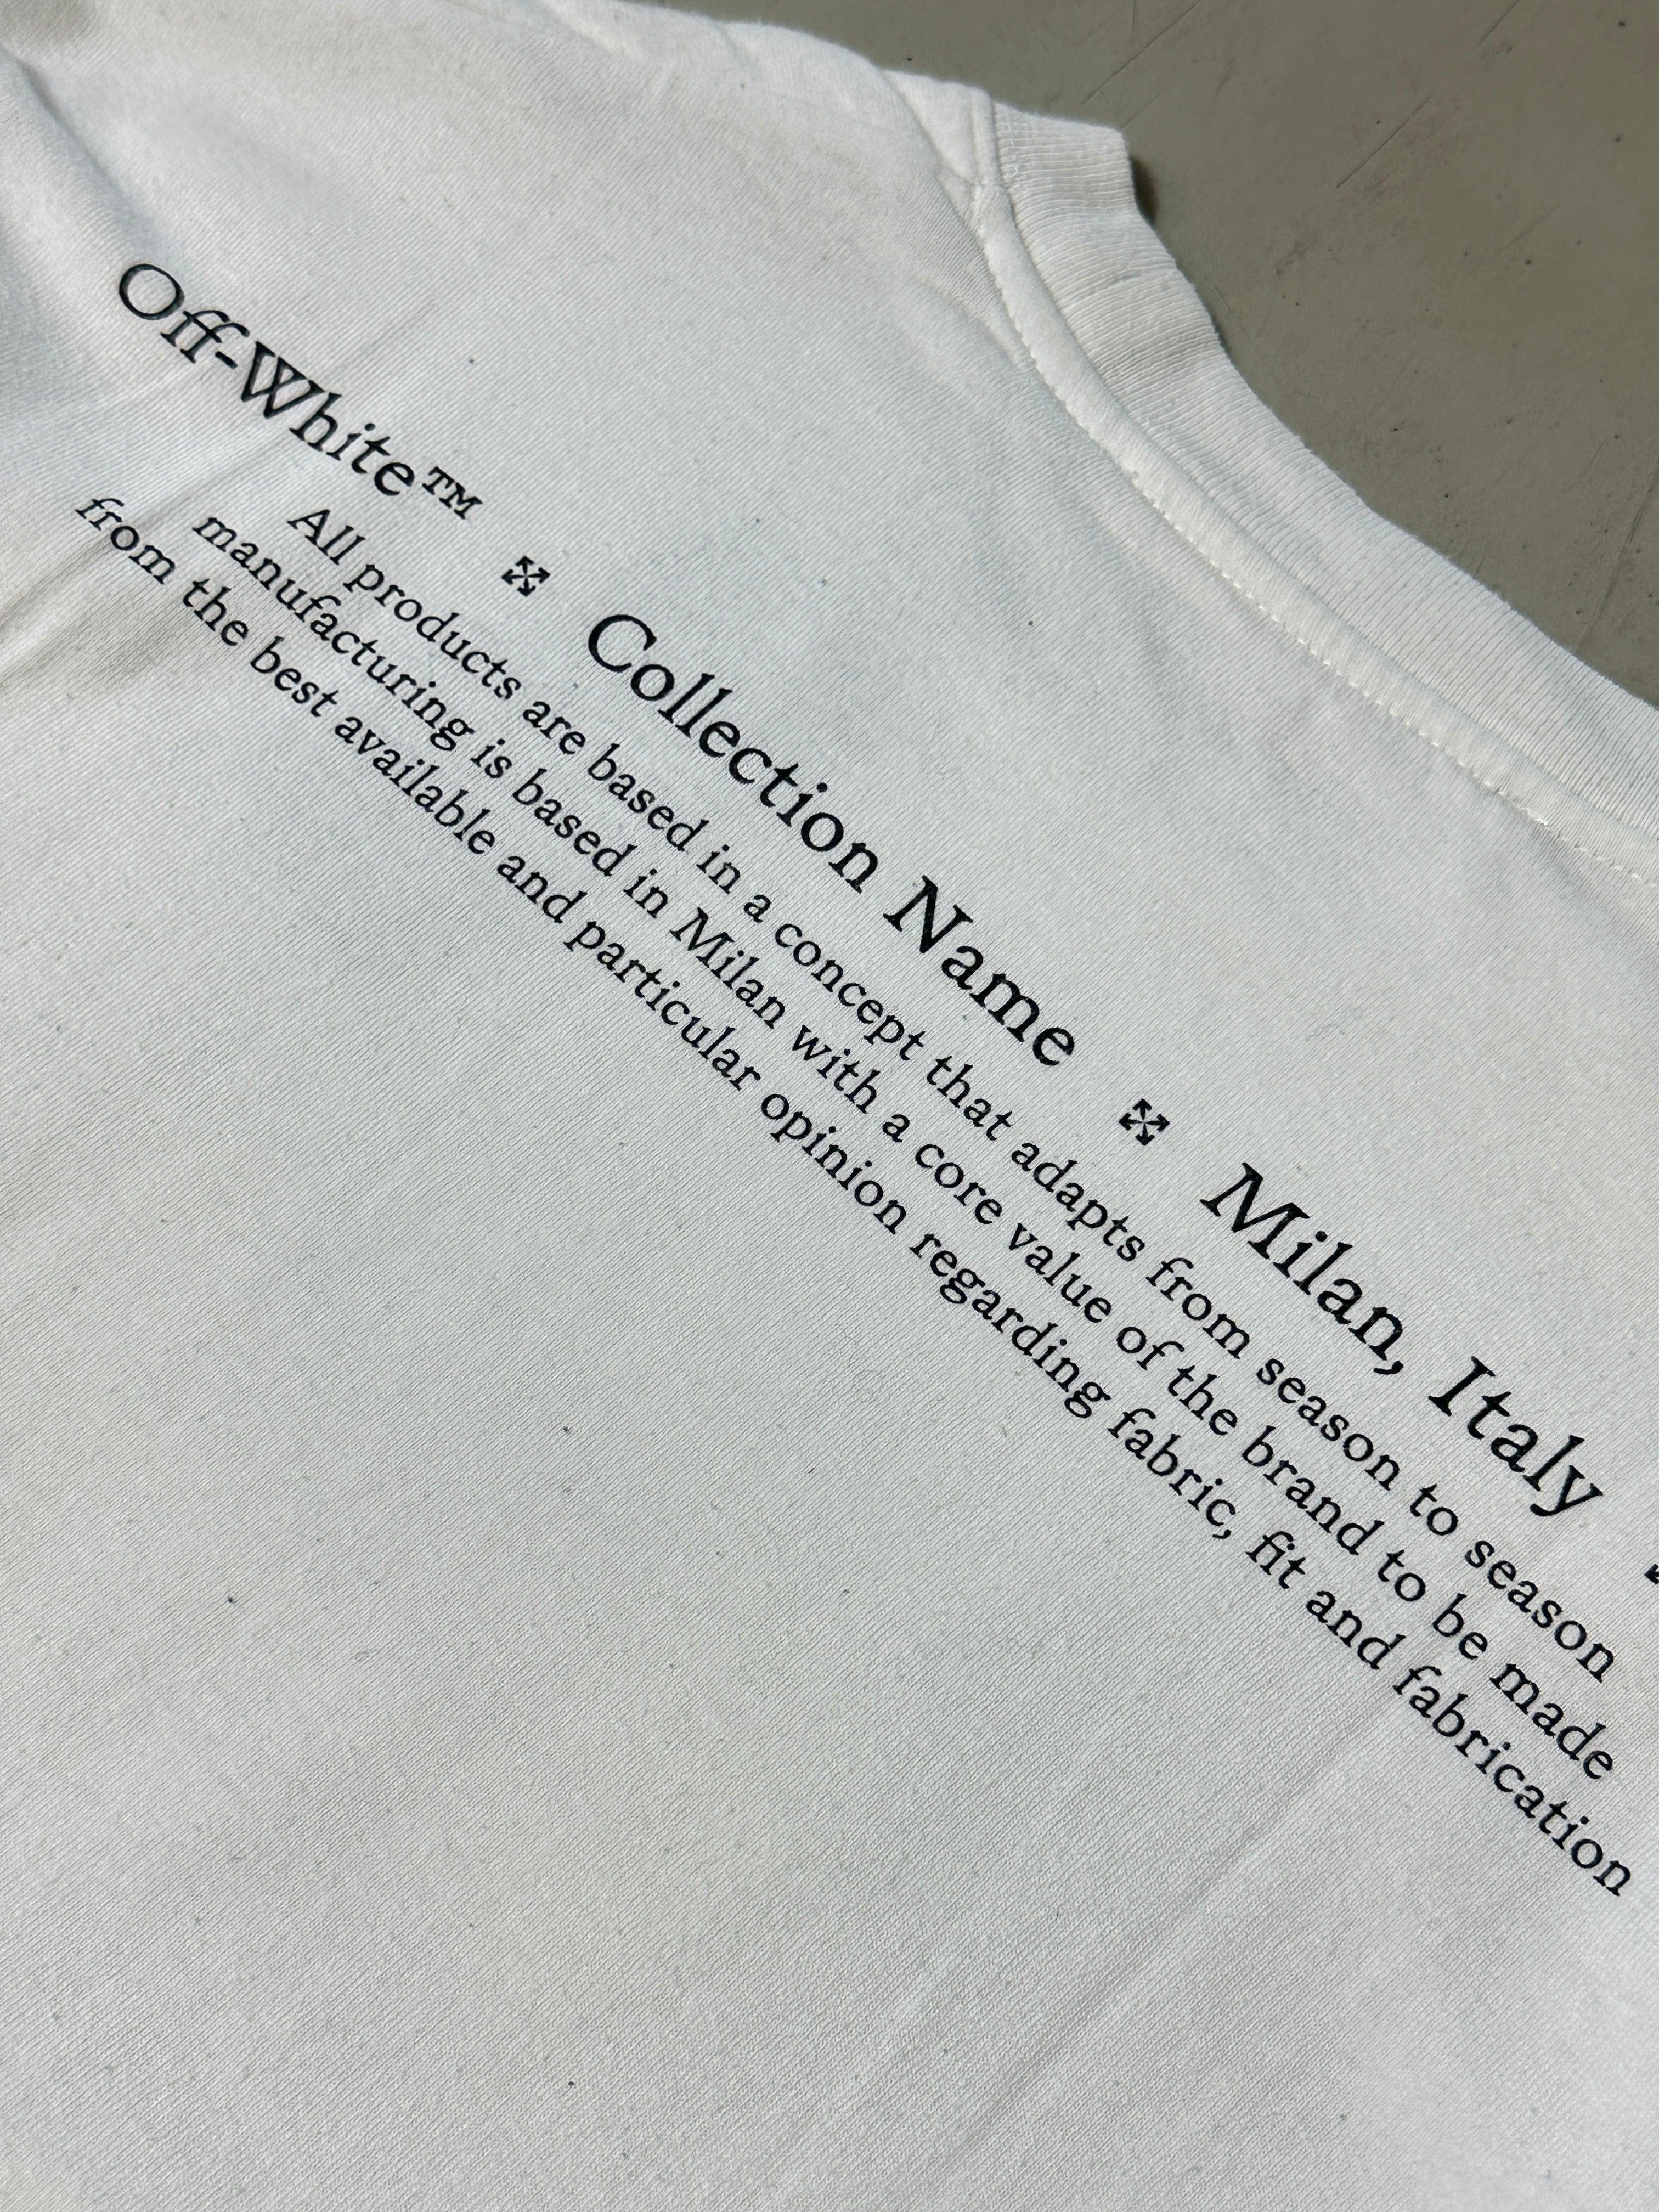 Off-White™ Collection Name Milan, Italy
All products are based in a concept that adapts from season to season
manufacturing is based in Milan with a core value of the brand to be made
from the best available and particular opinion regarding fabric, fit and fabrication